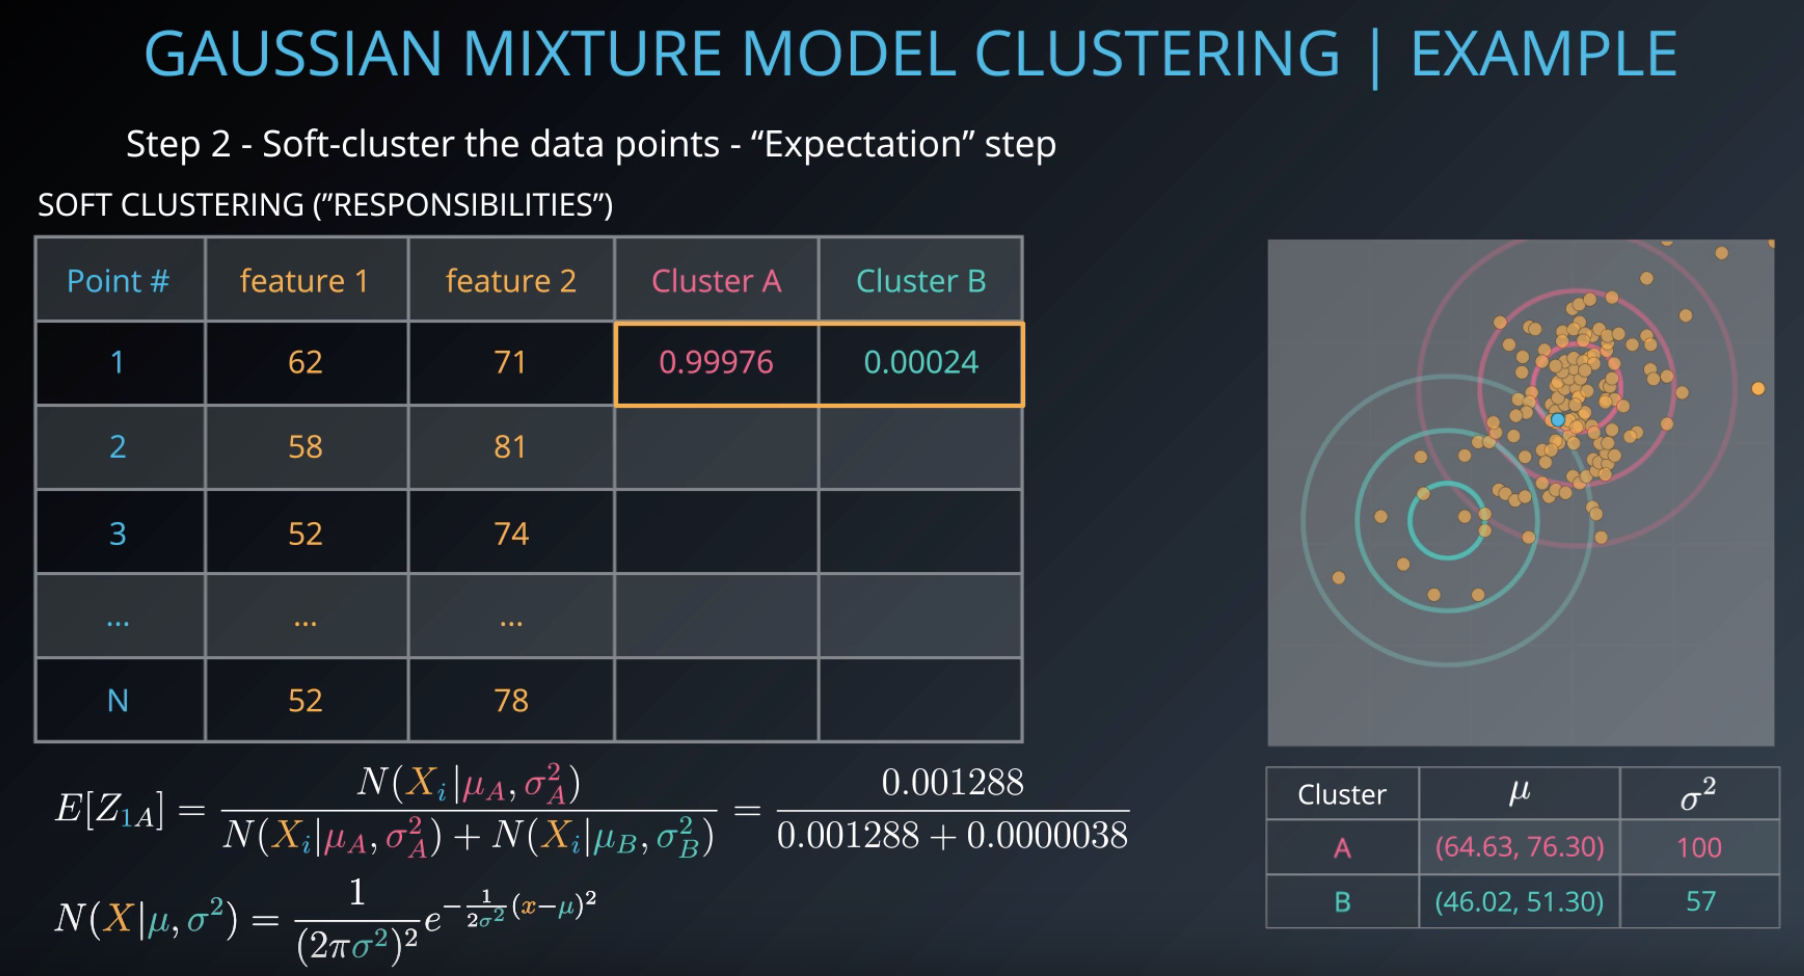 GAUSSIAN MIXTURE MODEL CLUSTERING | EXAMPLE
Step 2 - Soft-cluster the data points - “Expectation” step
SOFT CLUSTERING (”RESPONSIBILITIES”)
Point # feature 1 feature 2 Cluster A Cluster B
1 62 71 0.99976 0.00024
2 58 81
3 52 74
... ... ...
N 52 78
E[Z_{1A}] = \frac{N(X_i|\mu_A, \sigma_A^2)}{N(X_i|\mu_A, \sigma_A^2) + N(X_i|\mu_B, \sigma_B^2)} = \frac{0.001288}{0.001288 + 0.0000038}
N(X|\mu, \sigma^2) = \frac{1}{(2\pi\sigma^2)^2} e^{-\frac{1}{2\sigma^2}(x-\mu)^2}
Cluster μ σ²
A (64.63, 76.30) 100
B (46.02, 51.30) 57